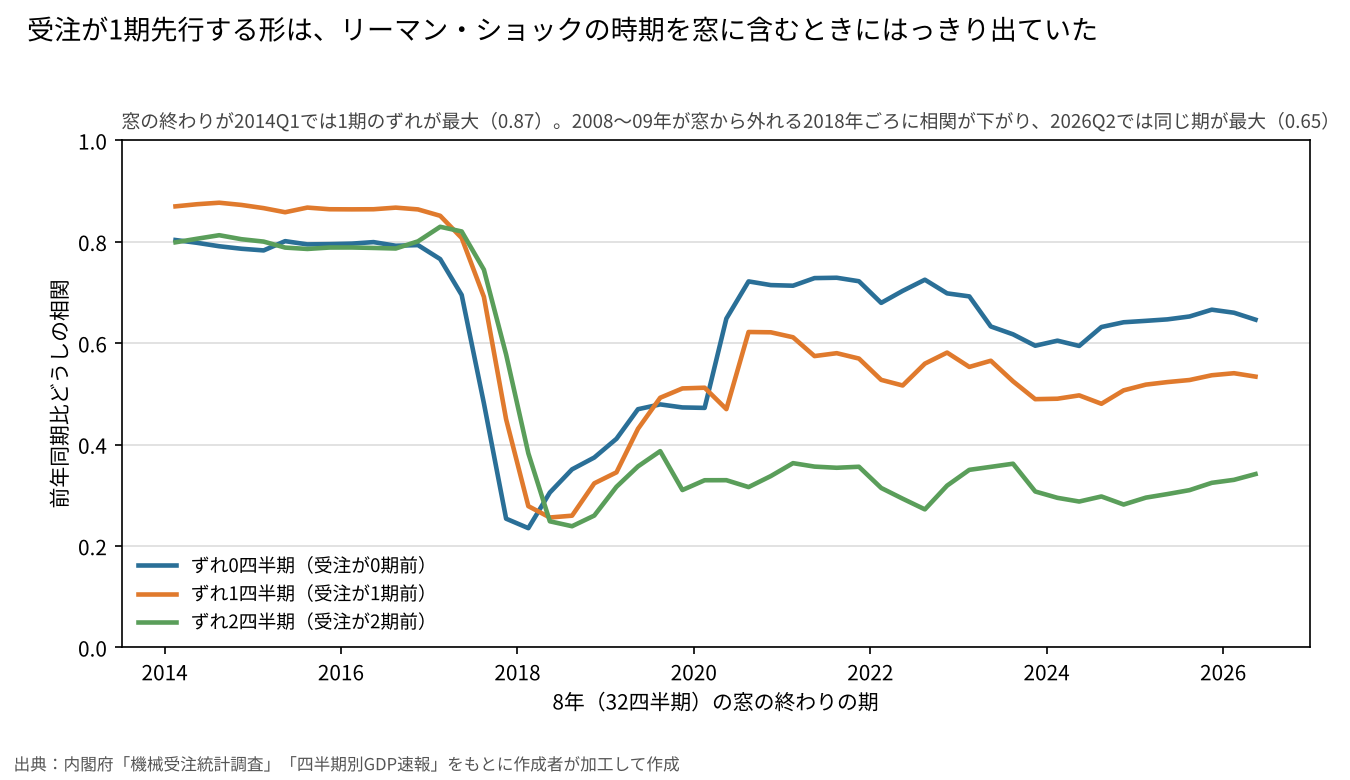 受注が1期先行する形は、リーマン・ショックの時期を窓に含むときにはっきり出ていた
窓の終わりが2014Q1では1期のずれが最大（0.87）。2008〜09年が窓から外れる2018年ごろに相関が下がり、2026Q2では同じ期が最大（0.65）
前年同期比どうしの相関
1.0
0.8
0.6
0.4
0.2
0.0
ずれ0四半期（受注が0期前）
ずれ1四半期（受注が1期前）
ずれ2四半期（受注が2期前）
2014 2016 2018 2020 2022 2024 2026
8年（32四半期）の窓の終わりの期
出典：内閣府「機械受注統計調査」「四半期別GDP速報」をもとに作成者が加工して作成